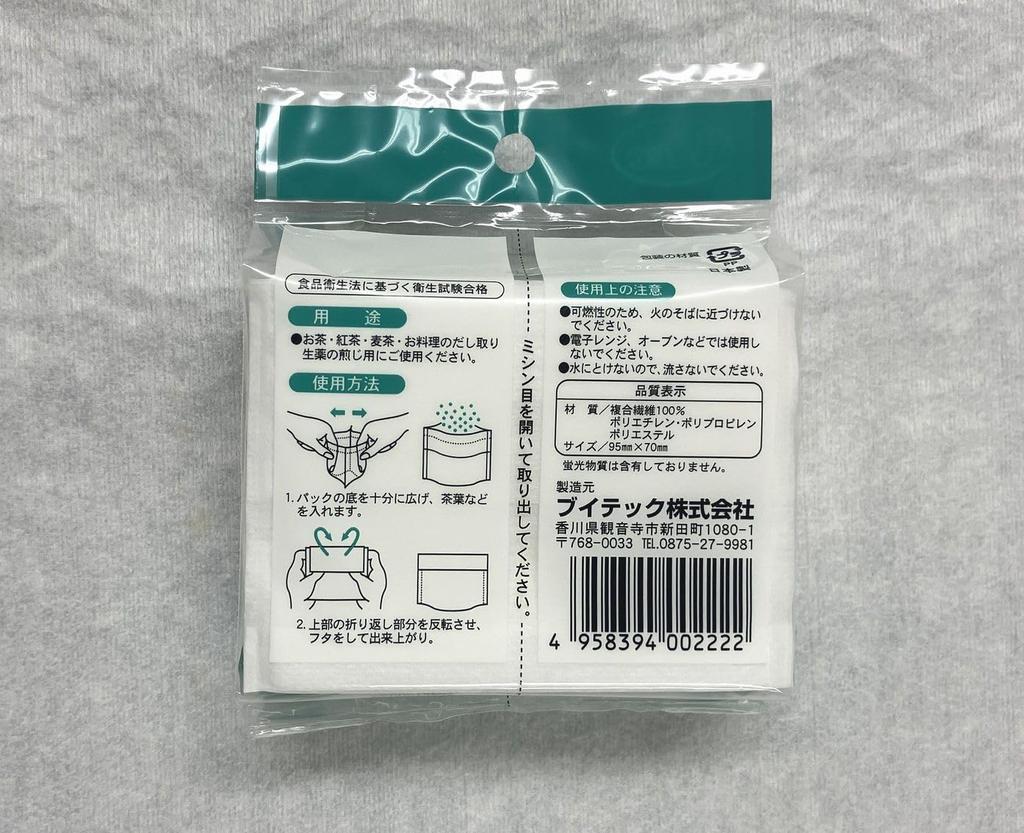 食品衛生法に基づく衛生試験合格
用　途
●お茶・紅茶・麦茶・お料理のだし取り
生薬の煎じ用にご使用ください。
使用方法
1. パックの底を十分に広げ、茶葉など
を入れます。
2. 上部の折り返し部分を反転させ、
フタをして出来上がり。
ミシン目を開いて取り出してください。
包装の材質
プラ
PP
日本製
使用上の注意
●可燃性のため、火のそばに近づけない
でください。
●電子レンジ、オーブンなどでは使用し
ないでください。
●水にとけないので、流さないでください。
品質表示
材　質／複合繊維100%
ポリエチレン・ポリプロピレン
ポリエステル
サイズ／95㎜×70㎜
蛍光物質は含有しておりません。
製造元
ブイテック株式会社
香川県観音寺市新田町1080-1
〒768-0033 TEL.0875-27-9981
4 958394 002222